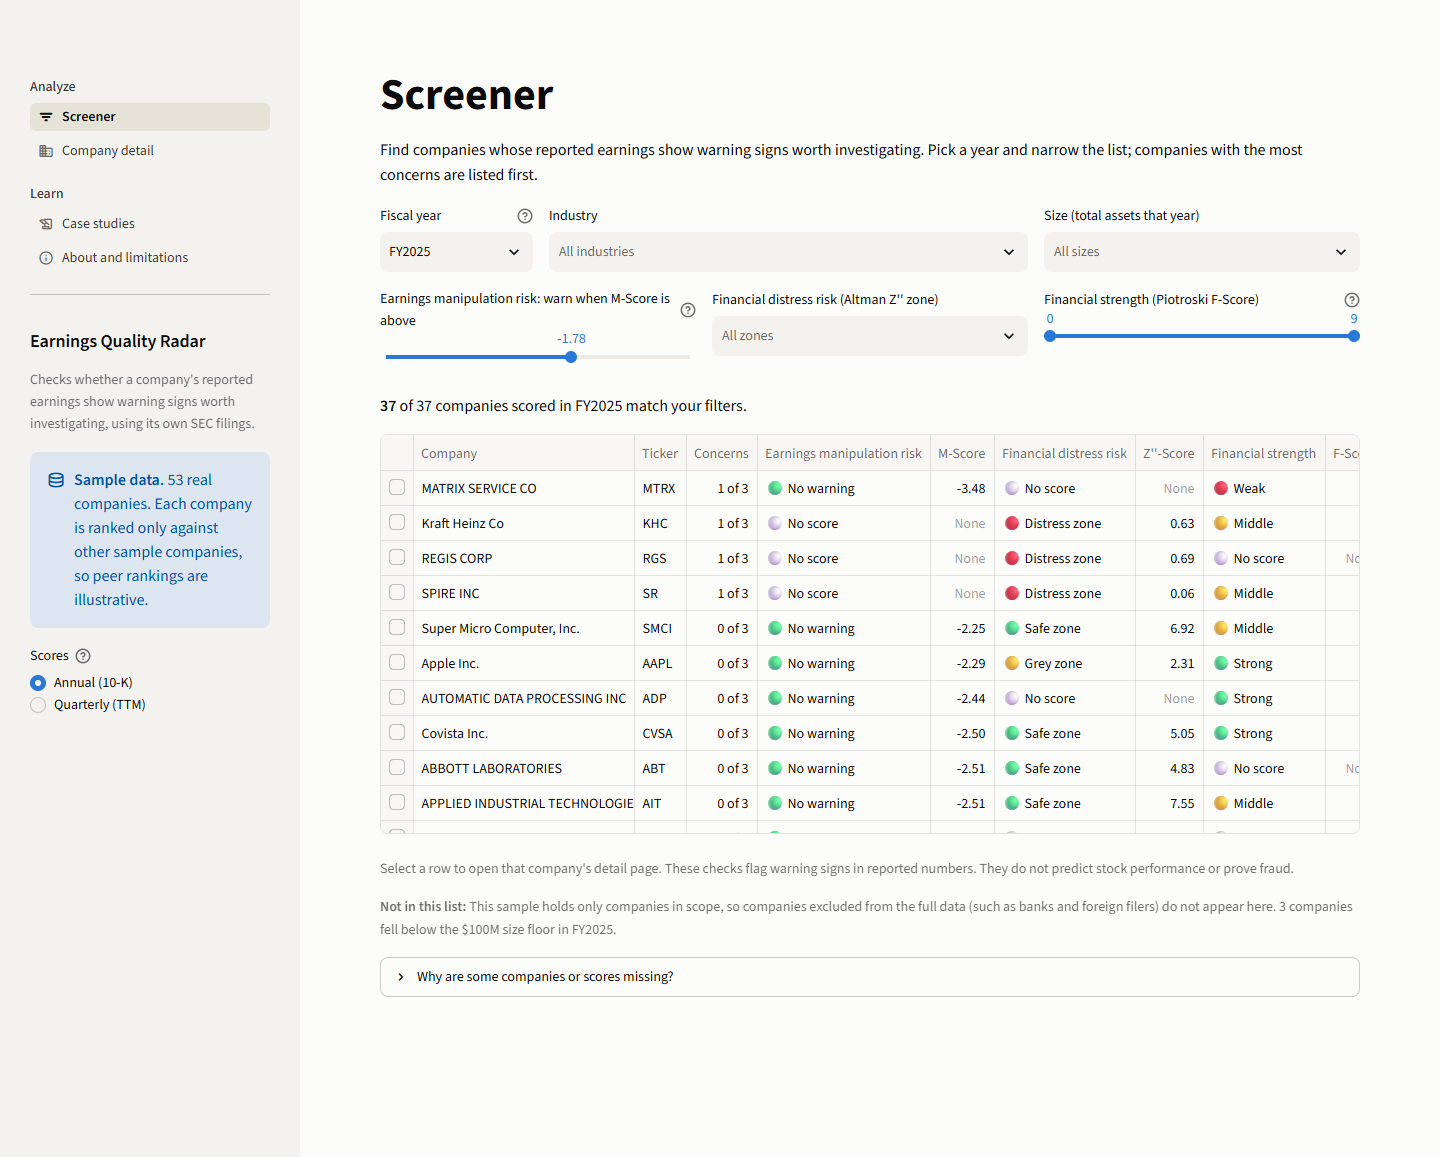 Analyze
Screener
Company detail
Learn
Case studies
About and limitations
Earnings Quality Radar
Checks whether a company's reported
earnings show warning signs worth
investigating, using its own SEC filings.
Sample data. 53 real
companies. Each company
is ranked only against
other sample companies,
so peer rankings are
illustrative.
Scores
Annual (10-K)
Quarterly (TTM)
Screener
Find companies whose reported earnings show warning signs worth investigating. Pick a year and narrow the list; companies with the most
concerns are listed first.
Fiscal year Industry Size (total assets that year)
FY2025 All industries All sizes
Earnings manipulation risk: warn when M-Score is
above
-1.78
Financial distress risk (Altman Z'' zone)
All zones
Financial strength (Piotroski F-Score)
0 9
37 of 37 companies scored in FY2025 match your filters.
Company Ticker Concerns Earnings manipulation risk M-Score Financial distress risk Z''-Score Financial strength F-Sco
MATRIX SERVICE CO MTRX 1 of 3 No warning -3.48 No score None Weak
Kraft Heinz Co KHC 1 of 3 No score None Distress zone 0.63 Middle
REGIS CORP RGS 1 of 3 No score None Distress zone 0.69 No score No
SPIRE INC SR 1 of 3 No score None Distress zone 0.06 Middle
Super Micro Computer, Inc. SMCI 0 of 3 No warning -2.25 Safe zone 6.92 Middle
Apple Inc. AAPL 0 of 3 No warning -2.29 Grey zone 2.31 Strong
AUTOMATIC DATA PROCESSING INC ADP 0 of 3 No warning -2.44 No score None Strong
Covista Inc. CVSA 0 of 3 No warning -2.50 Safe zone 5.05 Strong
ABBOTT LABORATORIES ABT 0 of 3 No warning -2.51 Safe zone 4.83 No score No
APPLIED INDUSTRIAL TECHNOLOGIE AIT 0 of 3 No warning -2.51 Safe zone 7.55 Middle
Select a row to open that company's detail page. These checks flag warning signs in reported numbers. They do not predict stock performance or prove fraud.
Not in this list: This sample holds only companies in scope, so companies excluded from the full data (such as banks and foreign filers) do not appear here. 3 companies
fell below the $100M size floor in FY2025.
Why are some companies or scores missing?